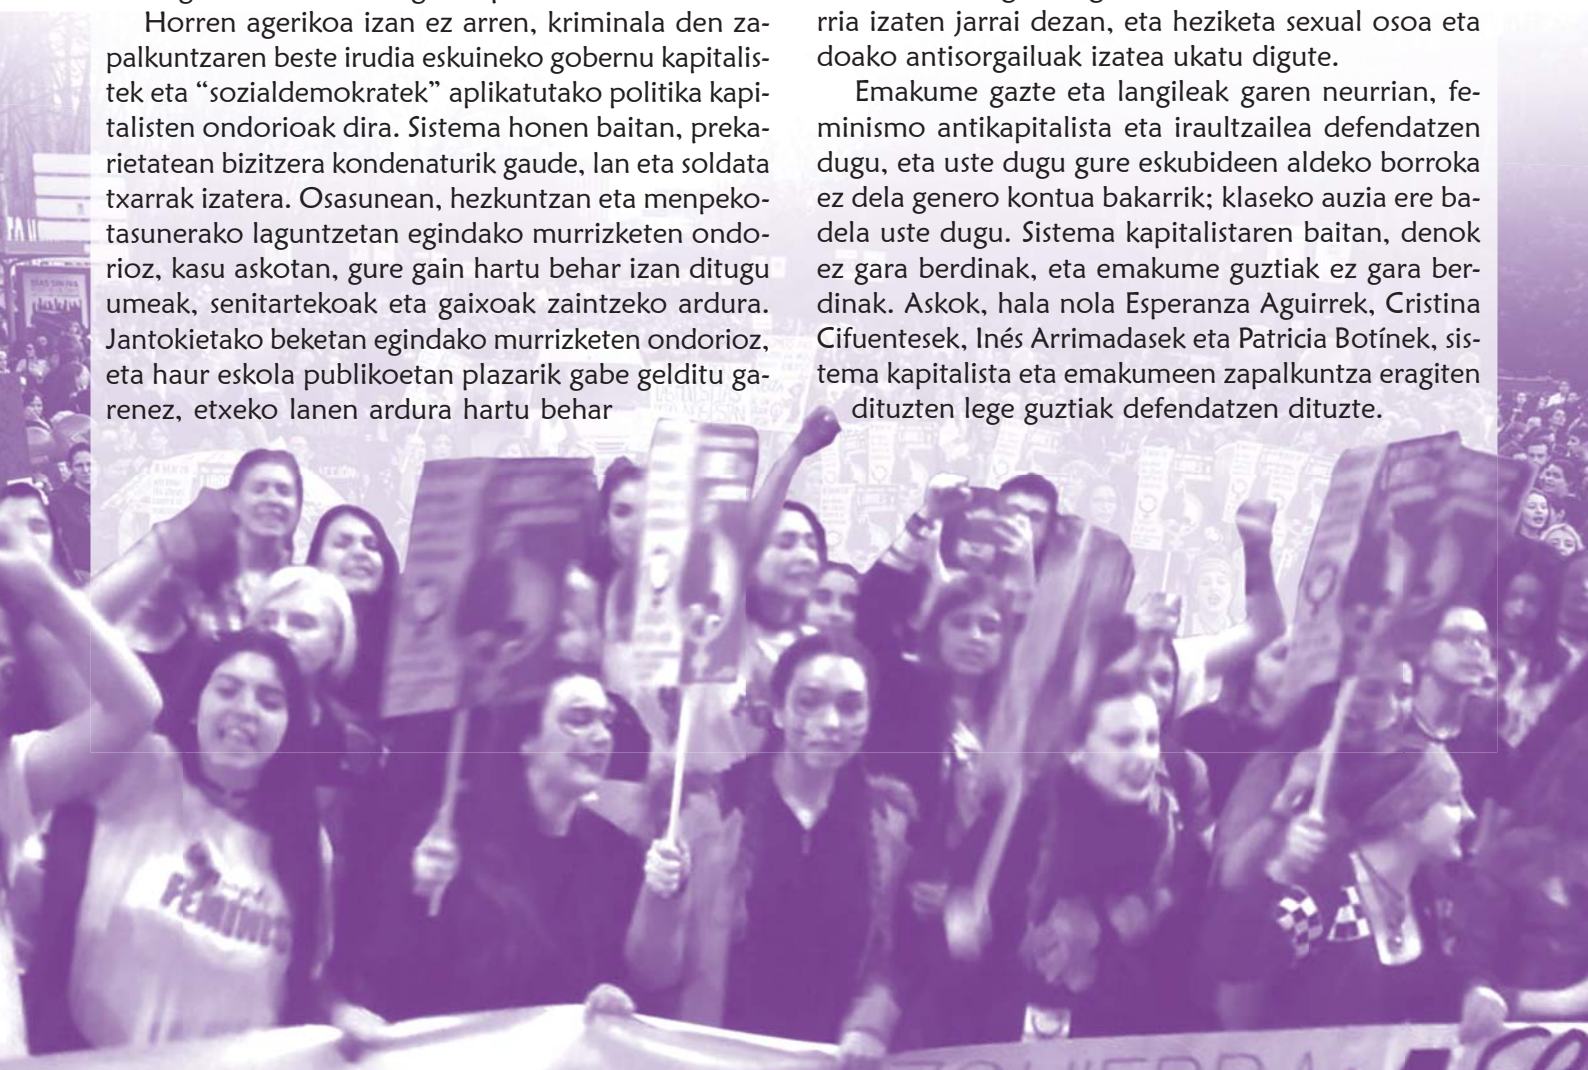 Horren agerikoa izan ez arren, kriminala den za-
palkuntzaren beste irudia eskuineko gobernu kapitalis-
tek eta “sozialdemokratek” aplikatutako politika kapi-
talisten ondorioak dira. Sistema honen baitan, preka-
rietatean bizitzera kondenaturik gaude, lan eta soldata
txarrak izatera. Osasunean, hezkuntzan eta menpeko-
tasunerako laguntzetan egindako murrizketen ondo-
rioz, kasu askotan, gure gain hartu behar izan ditugu
umeak, senitartekoak eta gaixoak zaintzeko ardura.
Jantokietako beketan egindako murrizketen ondorioz,
eta haur eskola publikoetan plazarik gabe gelditu ga-
renez, etxeko lanen ardura hartu behar
rria izaten jarrai dezan, eta heziketa sexual osoa eta
doako antisorgailuak izatea ukatu digute.
Emakume gazte eta langileak garen neurrian, fe-
minismo antikapitalista eta iraultzailea defendatzen
dugu, eta uste dugu gure eskubideen aldeko borroka
ez dela genero kontua bakarrik; klaseko auzia ere ba-
dela uste dugu. Sistema kapitalistaren baitan, denok
ez gara berdinak, eta emakume guztiak ez gara ber-
dinak. Askok, hala nola Esperanza Aguirrek, Cristina
Cifuentesek, Inés Arrimadasek eta Patricia Botínek, sis-
tema kapitalista eta emakumeen zapalkuntza eragiten
dituzten lege guztiak defendatzen dituzte.